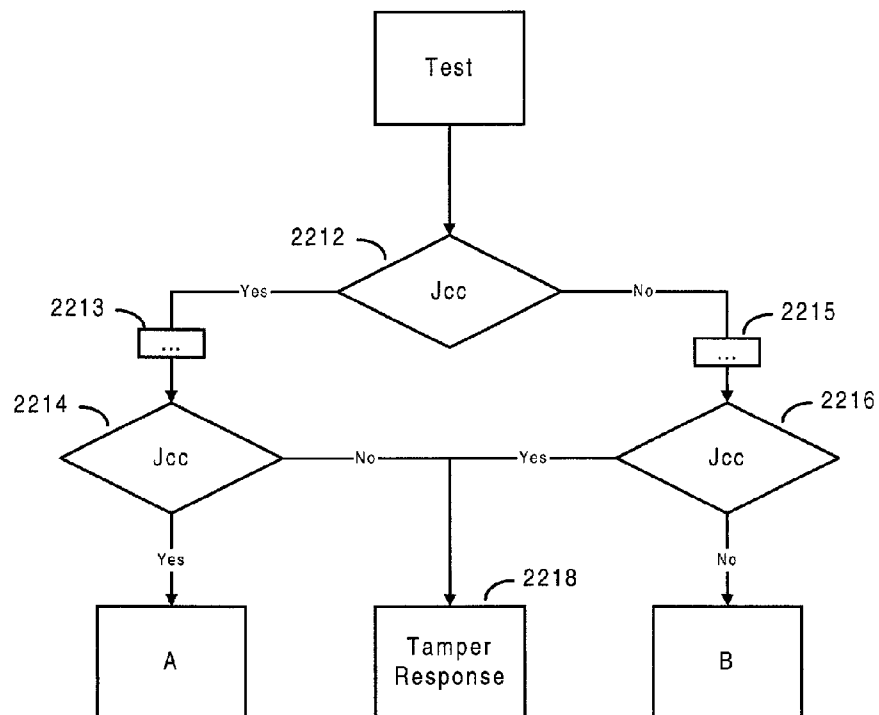 Test
2212
Jcc
Yes
No
2213
...
2215
...
2214
Jcc
No
Yes
2216
Jcc
Yes
No
2218
A
Tamper
Response
B